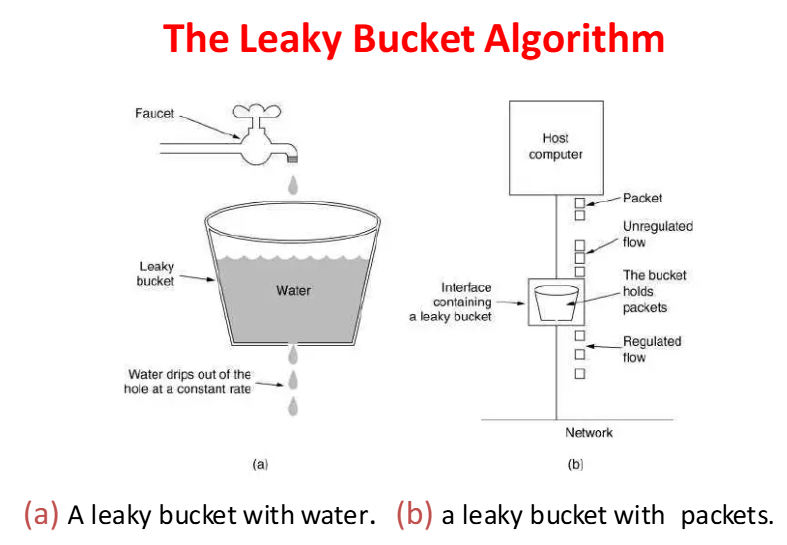 The Leaky Bucket Algorithm
Faucet
Leaky
bucket
Water
Water drips out of the
hole at a constant rate
(a)
Host
computer
Packet
Unregulated
flow
Interface
containing
a leaky bucket
The bucket
holds
packets
Regulated
flow
Network
(b)
(a) A leaky bucket with water. (b) a leaky bucket with packets.